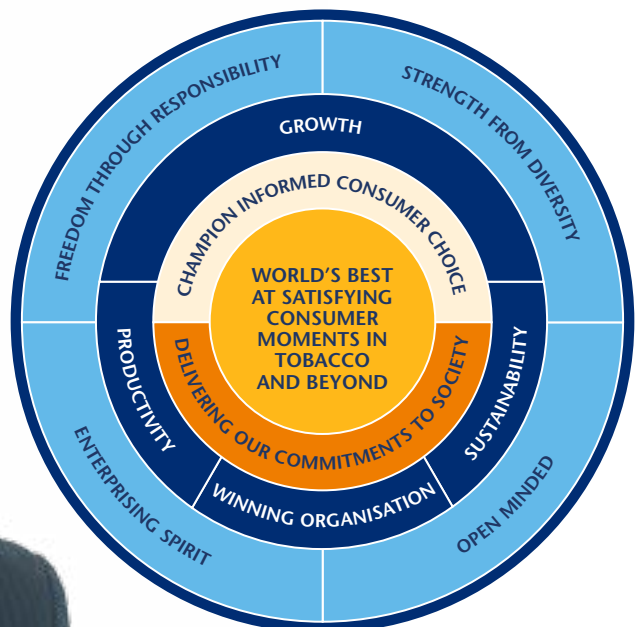 FREEDOM THROUGH RESPONSIBILITY
STRENGTH FROM DIVERSITY
GROWTH
CHAMPION INFORMED CONSUMER CHOICE
WORLD'S BEST
AT SATISFYING
CONSUMER
MOMENTS IN
TOBACCO
AND BEYOND
DELIVERING OUR COMMITMENTS TO SOCIETY
PRODUCTIVITY
SUSTAINABILITY
WINNING ORGANISATION
ENTERPRISING SPIRIT
OPEN MINDED